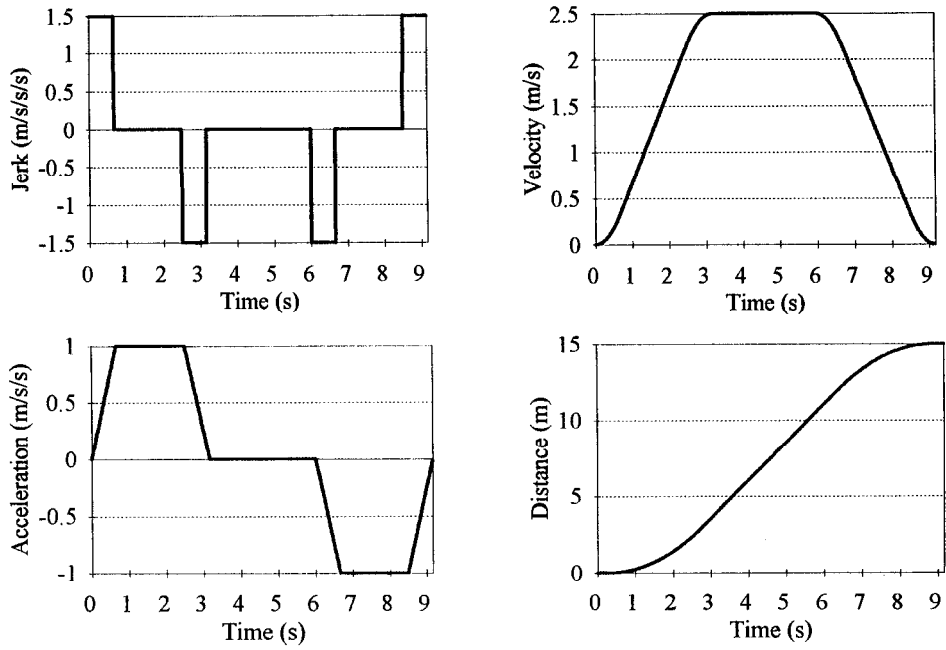 1.5
1
0.5
0
-0.5
-1
-1.5
Jerk (m/s/s/s)
0 1 2 3 4 5 6 7 8 9
Time (s)
2.5
2
1.5
1
0.5
0
Velocity (m/s)
0 1 2 3 4 5 6 7 8 9
Time (s)
1
0.5
0
-0.5
-1
Acceleration (m/s/s)
0 1 2 3 4 5 6 7 8 9
Time (s)
15
10
5
0
Distance (m)
0 1 2 3 4 5 6 7 8 9
Time (s)